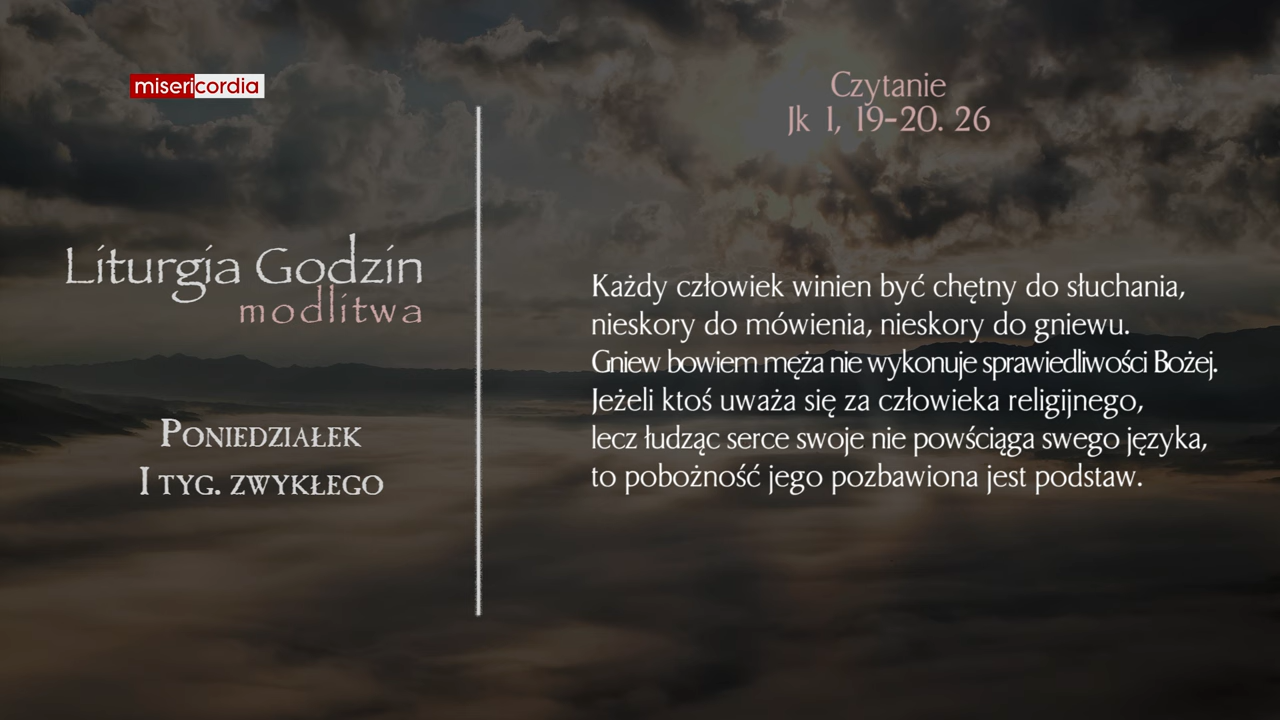 misericordia
Liturgia Godzin
modlitwa
Poniedziałek
I tyg. zwykłego
Czytanie
Jk 1, 19-20. 26
Każdy człowiek winien być chętny do słuchania,
nieskory do mówienia, nieskory do gniewu.
Gniew bowiem męża nie wykonuje sprawiedliwości Bożej.
Jeżeli ktoś uważa się za człowieka religijnego,
lecz łudząc serce swoje nie powściąga swego języka,
to pobożność jego pozbawiona jest podstaw.